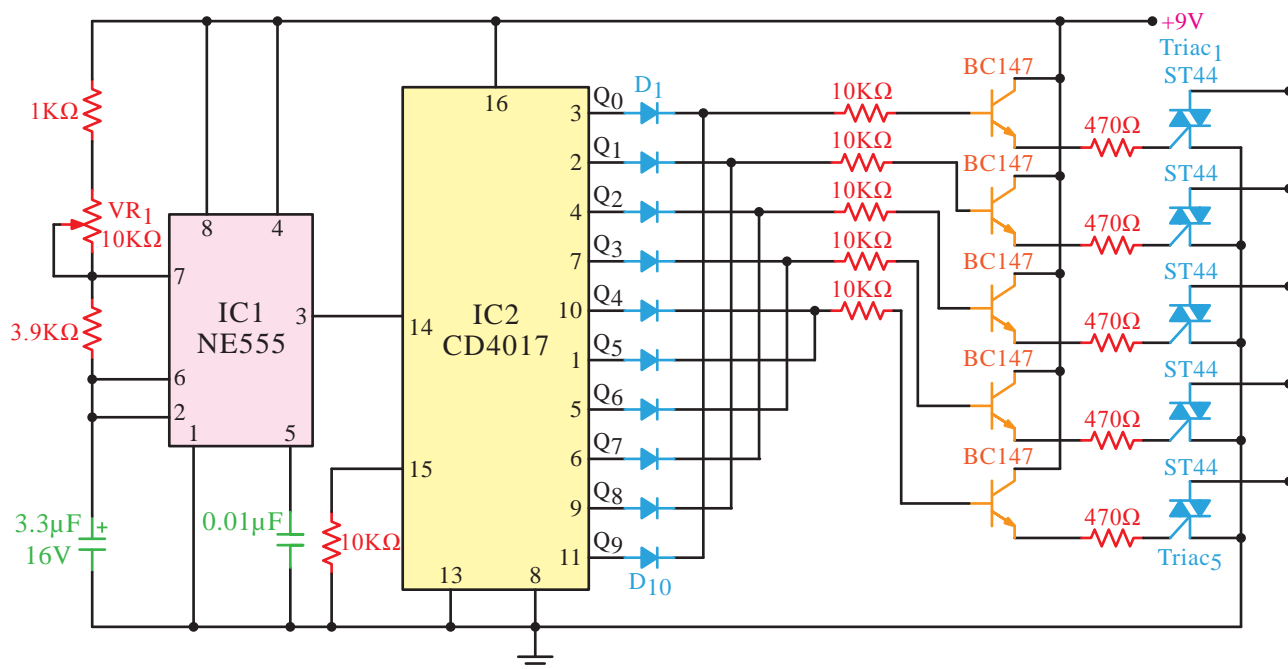 +9V
Triac1
1KΩ
VR1
10KΩ
3.9KΩ
3.3µF
+
16V
8
4
7
IC1
NE555
3
6
2
1
5
0.01µF
10KΩ
16
14
IC2
CD4017
15
13
8
3
2
4
7
10
1
5
6
9
11
Q0
Q1
Q2
Q3
Q4
Q5
Q6
Q7
Q8
Q9
D1
D10
10KΩ
10KΩ
10KΩ
10KΩ
10KΩ
BC147
BC147
BC147
BC147
BC147
470Ω
470Ω
470Ω
470Ω
470Ω
ST44
ST44
ST44
ST44
ST44
Triac5